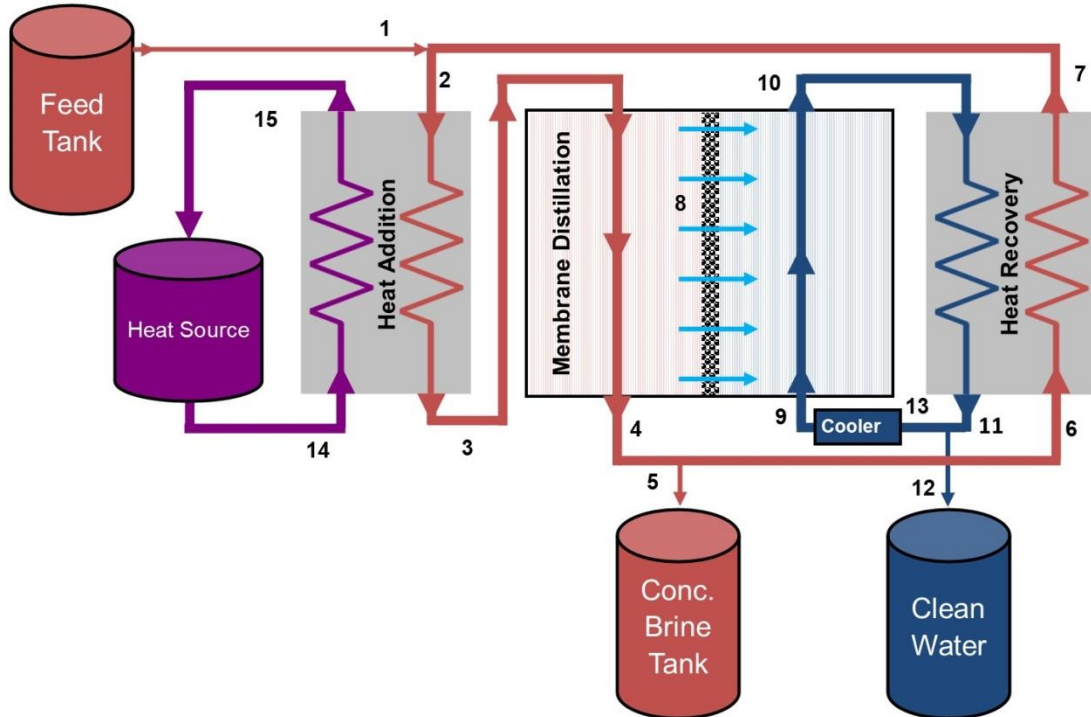 1
2
10
7
Feed
Tank
15
Heat Addition
Membrane Distillation
8
Heat Recovery
Heat Source
14
3
4
9
Cooler
13
11
6
5
12
Conc.
Brine
Tank
Clean
Water